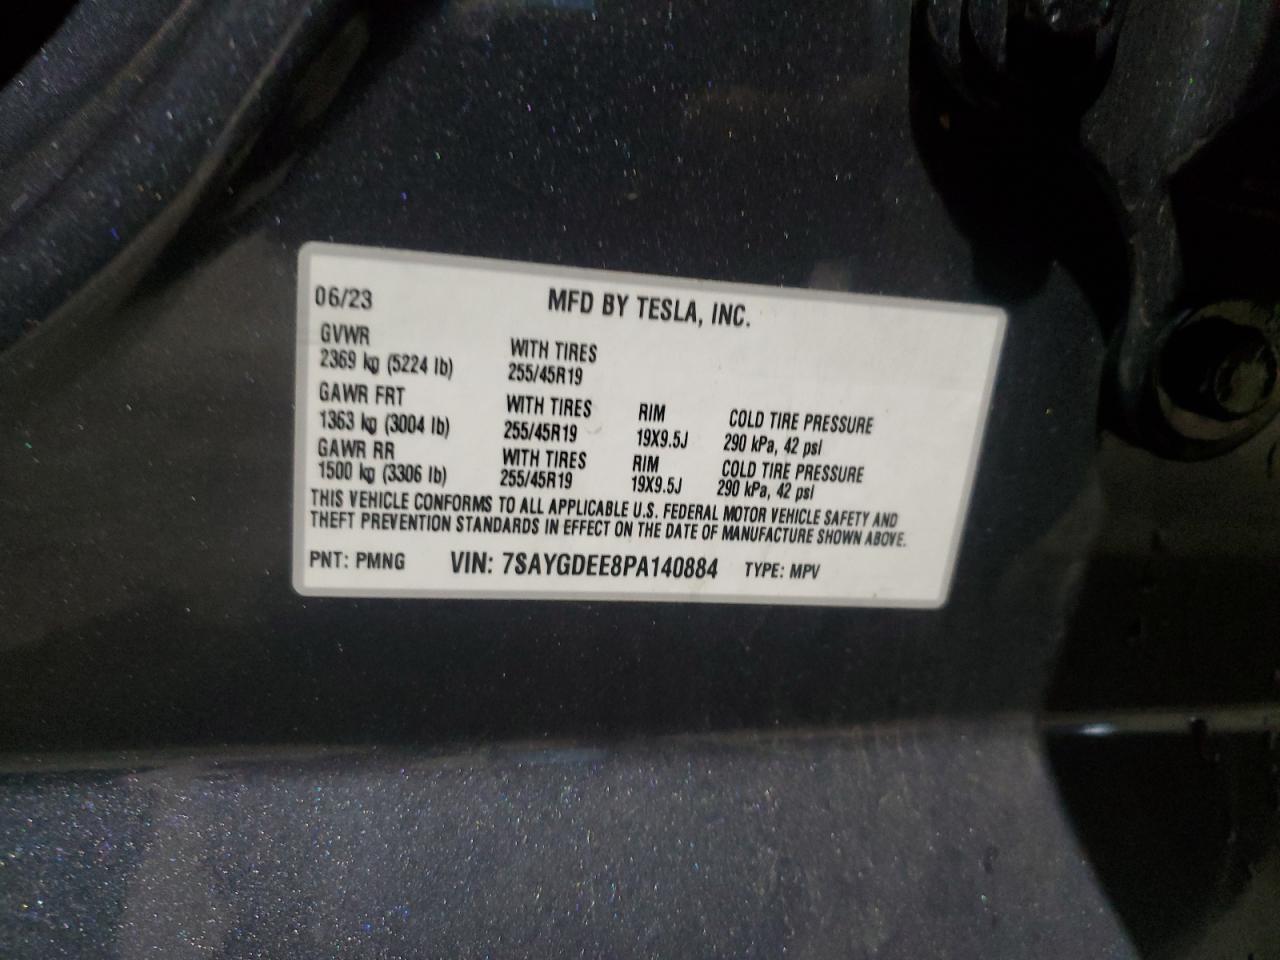 06/23 MFD BY TESLA, INC.
GVWR
2369 kg (5224 lb) WITH TIRES
255/45R19
GAWR FRT
1363 kg (3004 lb) WITH TIRES
255/45R19 RIM
19X9.5J COLD TIRE PRESSURE
290 kPa, 42 psi
GAWR RR
1500 kg (3306 lb) WITH TIRES
255/45R19 RIM
19X9.5J COLD TIRE PRESSURE
290 kPa, 42 psi
THIS VEHICLE CONFORMS TO ALL APPLICABLE U.S. FEDERAL MOTOR VEHICLE SAFETY AND
THEFT PREVENTION STANDARDS IN EFFECT ON THE DATE OF MANUFACTURE SHOWN ABOVE.
PNT: PMNG VIN: 7SAYGDEE8PA140884 TYPE: MPV